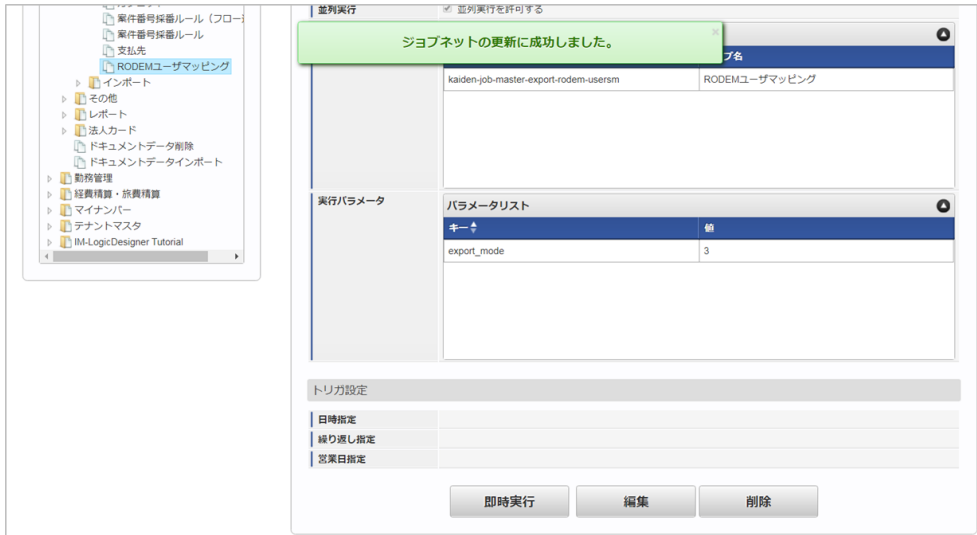 案件番号採番ルール（フロー
案件番号採番ルール
支払先
RODEMユーザマッピング
インポート
その他
レポート
法人カード
ドキュメントデータ削除
ドキュメントデータインポート
勤務管理
経費精算・旅費精算
マイナンバー
テナントマスタ
IM-LogicDesigner Tutorial
並列実行
並列実行を許可する
ジョブネットの更新に成功しました。
ブ名
kaiden-job-master-export-rodem-usersm
RODEMユーザマッピング
実行パラメータ
パラメータリスト
キー
値
export_mode
3
トリガ設定
日時指定
繰り返し指定
営業日指定
即時実行
編集
削除